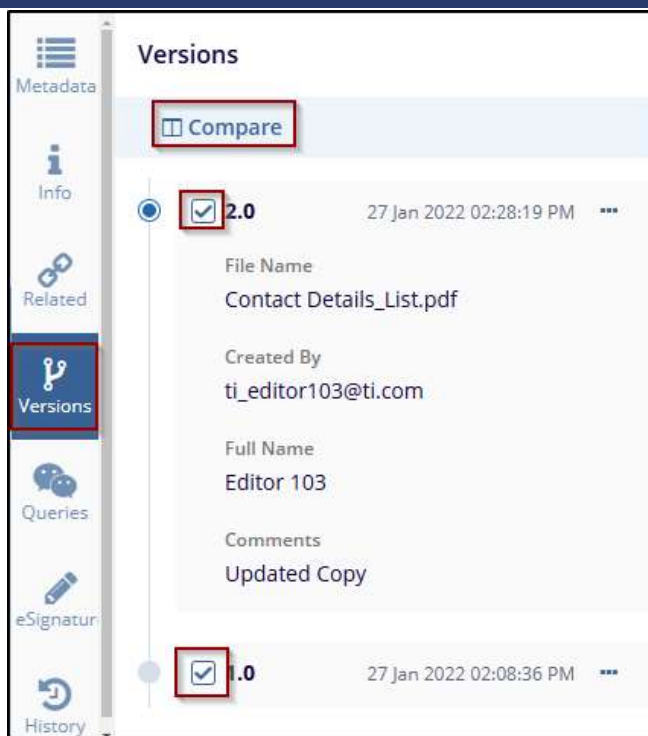 Metadata
Info
Related
Versions
Queries
eSignatur
History
Versions
Compare
2.0 27 Jan 2022 02:28:19 PM
File Name
Contact Details_List.pdf
Created By
ti_editor103@ti.com
Full Name
Editor 103
Comments
Updated Copy
1.0 27 Jan 2022 02:08:36 PM